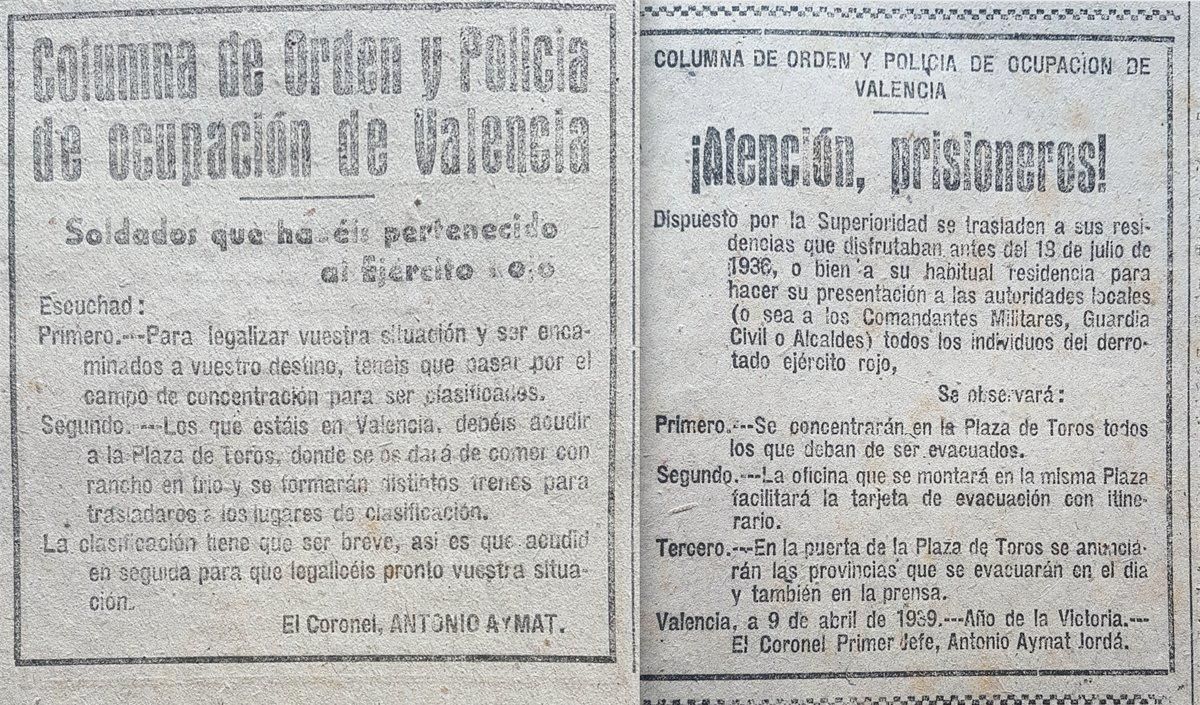 Columna de Orden y Policia
de ocupación de Valencia
Soldados que habéis pertenecido
al Ejército rojo
Escuchad:
Primero.---Para legalizar vuestra situación y ser enca-
minados a vuestro destino, teneis que pasar por el
campo de concentración para ser clasificados.
Segundo.---Los que estáis en Valencia, debéis acudir
a la Plaza de Toros, donde se os dará de comer con
rancho en frio y se formarán distintos trenes para
trasladaros a los lugares de clasificación.
La clasificación tiene que ser breve, asi es que acudid
en seguida para que legalicéis pronto vuestra situa-
ción.
El Coronel, ANTONIO AYMAT.
COLUMNA DE ORDEN Y POLICIA DE OCUPACION DE
VALENCIA
¡Atención, prisioneros!
Dispuesto por la Superioridad se trasladen a sus resi-
dencias que disfrutaban antes del 18 de julio de
1936, o bien a su habitual residencia para
hacer su presentación a las autoridades locales
(o sea a los Comandantes Militares, Guardia
Civil o Alcaldes) todos los individuos del derro-
tado ejército rojo,
Se observará:
Primero.---Se concentrarán en la Plaza de Toros todos
los que deban de ser evacuados.
Segundo.---La oficina que se montará en la misma Plaza
facilitará la tarjeta de evacuación con itine-
rario.
Tercero.---En la puerta de la Plaza de Toros se anuncia-
rán las provincias que se evacuarán en el dia
y también en la prensa.
Valencia, a 9 de abril de 1939.---Año de la Victoria.---
El Coronel Primer Jefe, Antonio Aymat Jordá.